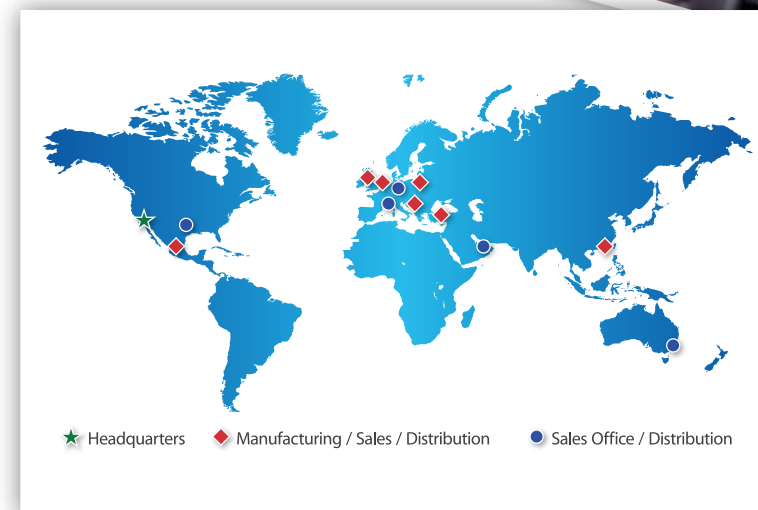 Headquarters
Manufacturing / Sales / Distribution
Sales Office / Distribution